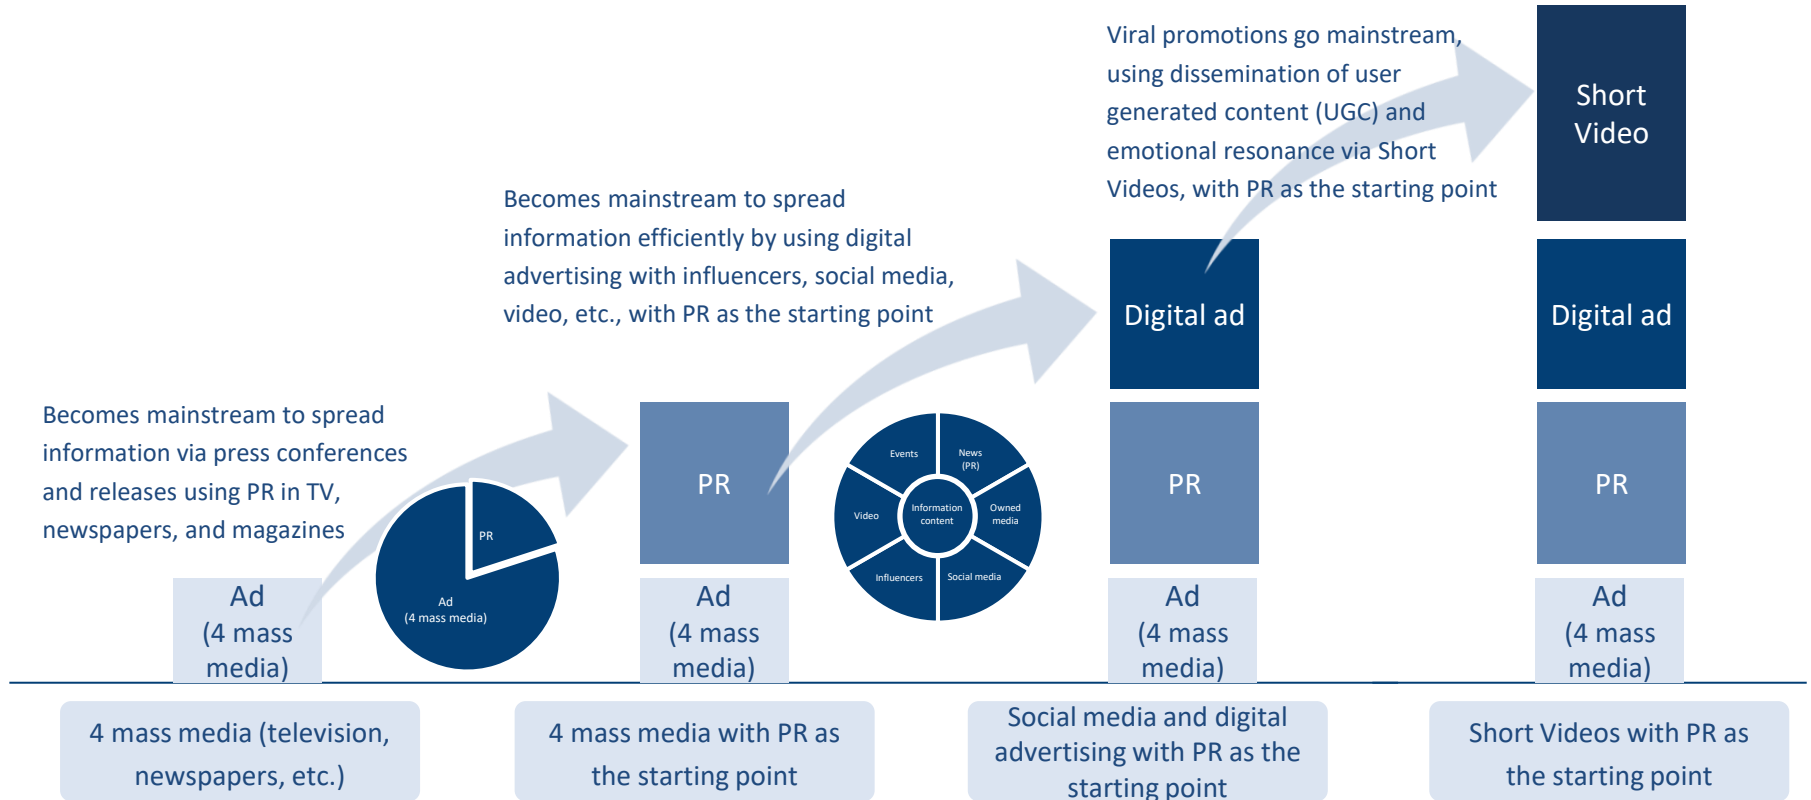 Viral promotions go mainstream,
using dissemination of user
generated content (UGC) and
emotional resonance via Short
Videos, with PR as the starting point
Short
Video
Becomes mainstream to spread
information efficiently by using digital
advertising with influencers, social media,
video, etc., with PR as the starting point
Digital ad
Digital ad
Becomes mainstream to spread
information via press conferences
and releases using PR in TV,
newspapers, and magazines
PR
Ad
(4 mass media)
PR
Events
News
(PR)
Video
Information
content
Owned
media
Influencers
Social media
PR
PR
Ad
(4 mass
media)
Ad
(4 mass
media)
Ad
(4 mass
media)
Ad
(4 mass
media)
4 mass media (television,
newspapers, etc.)
4 mass media with PR as
the starting point
Social media and digital
advertising with PR as the
starting point
Short Videos with PR as
the starting point